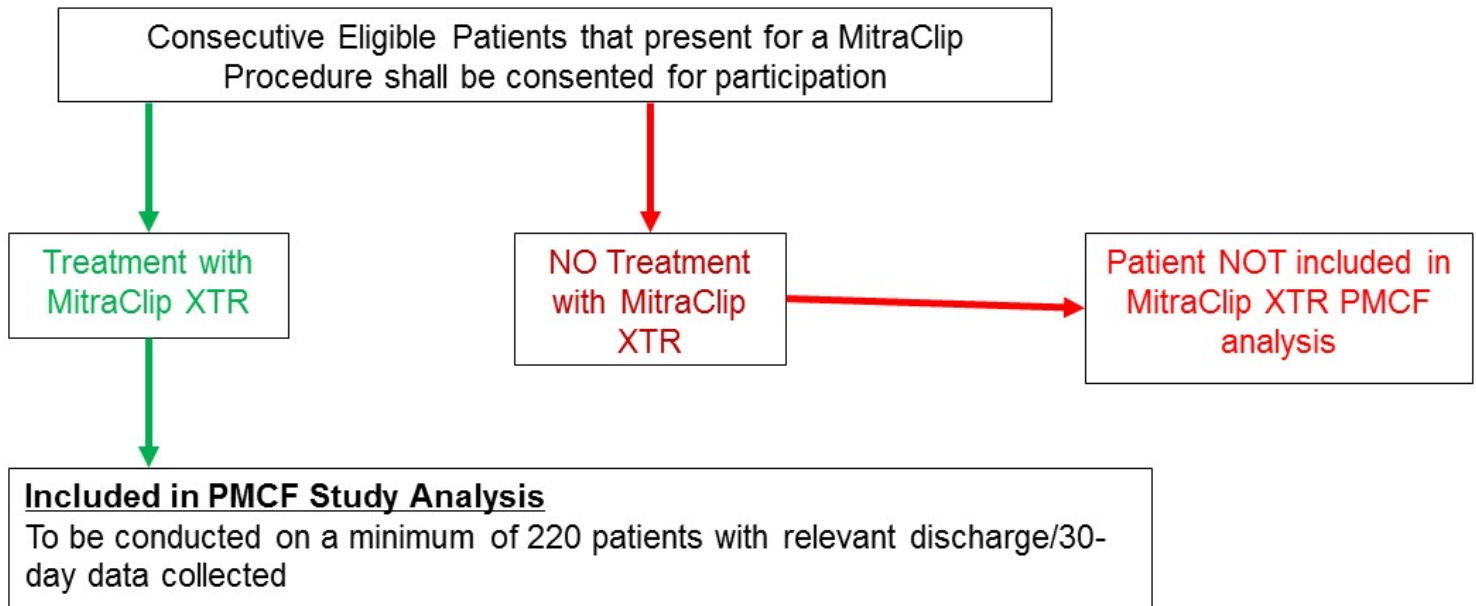 Consecutive Eligible Patients that present for a MitraClip
Procedure shall be consented for participation
Treatment with
MitraClip XTR
NO Treatment
with MitraClip
XTR
Patient NOT included in
MitraClip XTR PMCF
analysis
Included in PMCF Study Analysis
To be conducted on a minimum of 220 patients with relevant discharge/30-
day data collected